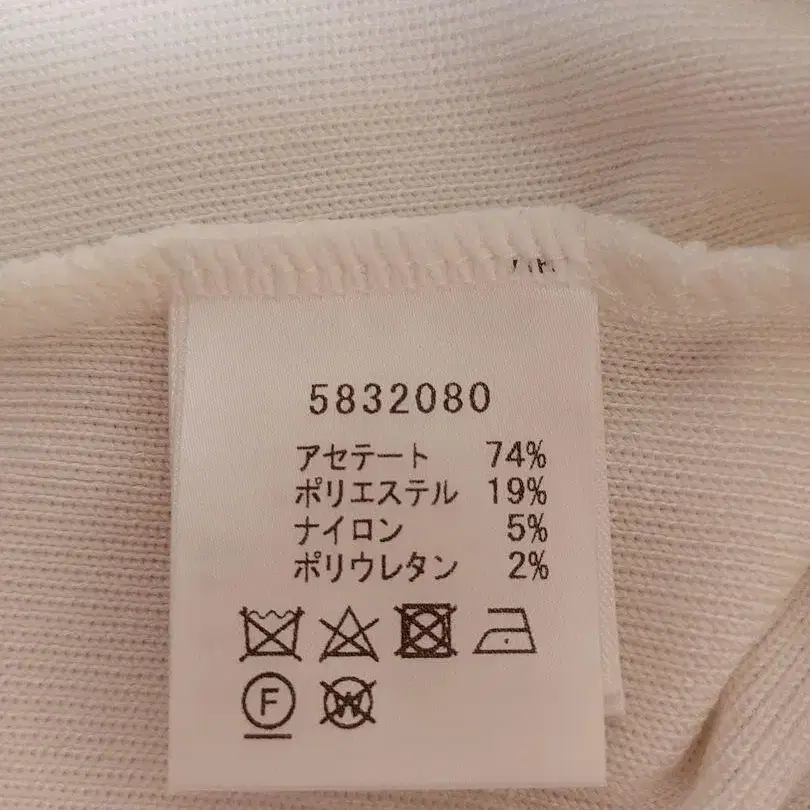 5832080
アセテート 74%
ポリエステル 19%
ナイロン 5%
ポリウレタン 2%
F W